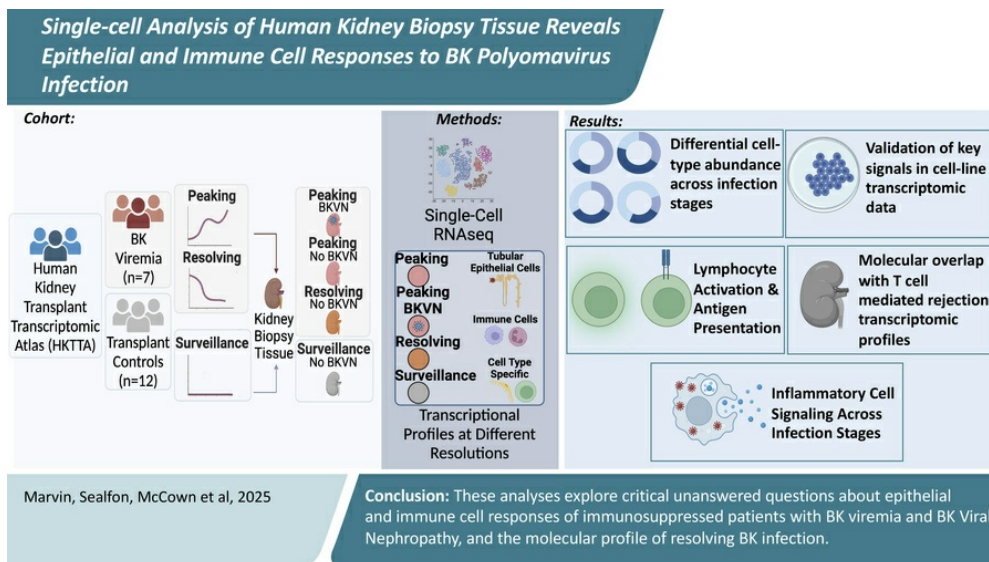 Single-cell Analysis of Human Kidney Biopsy Tissue Reveals
Epithelial and Immune Cell Responses to BK Polyomavirus
Infection
Cohort:
Human
Kidney
Transplant
Transcriptomic
Atlas (HKTTA)
BK
Viremia
(n=7)
Transplant
Controls
(n=12)
Peaking
Resolving
Surveillance
Kidney
Biopsy
Tissue
Peaking
BKVN
Peaking
No BKVN
Resolving
No BKVN
Surveillance
No BKVN
Methods:
Single-Cell
RNAseq
Peaking
Peaking
BKVN
Resolving
Surveillance
Tubular
Epithelial Cells
Immune Cells
Cell Type
Specific
Transcriptional
Profiles at Different
Resolutions
Results:
Differential cell-
type abundance
across infection
stages
Validation of key
signals in cell-line
transcriptomic
data
Lymphocyte
Activation &
Antigen
Presentation
Molecular overlap
with T cell
mediated rejection
transcriptomic
profiles
Inflammatory Cell
Signaling Across
Infection Stages
Marvin, Sealfon, McCown et al, 2025
Conclusion: These analyses explore critical unanswered questions about epithelial
and immune cell responses of immunosuppressed patients with BK viremia and BK Viral
Nephropathy, and the molecular profile of resolving BK infection.